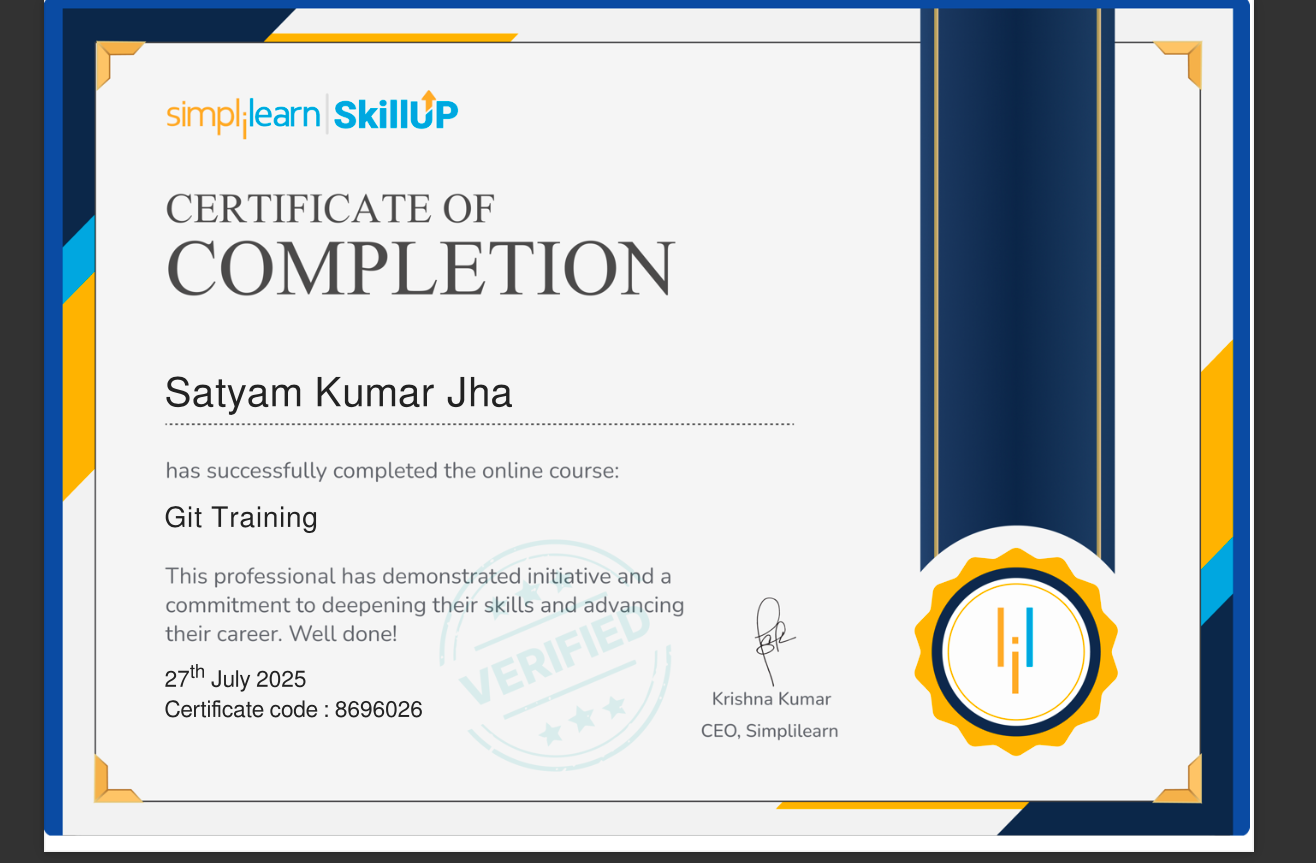 simplilearn | SkillUP
CERTIFICATE OF
COMPLETION
Satyam Kumar Jha
has successfully completed the online course:
Git Training
This professional has demonstrated initiative and a
commitment to deepening their skills and advancing
their career. Well done!
27th July 2025
Certificate code : 8696026
VERIFIED
Krishna Kumar
CEO, Simplilearn